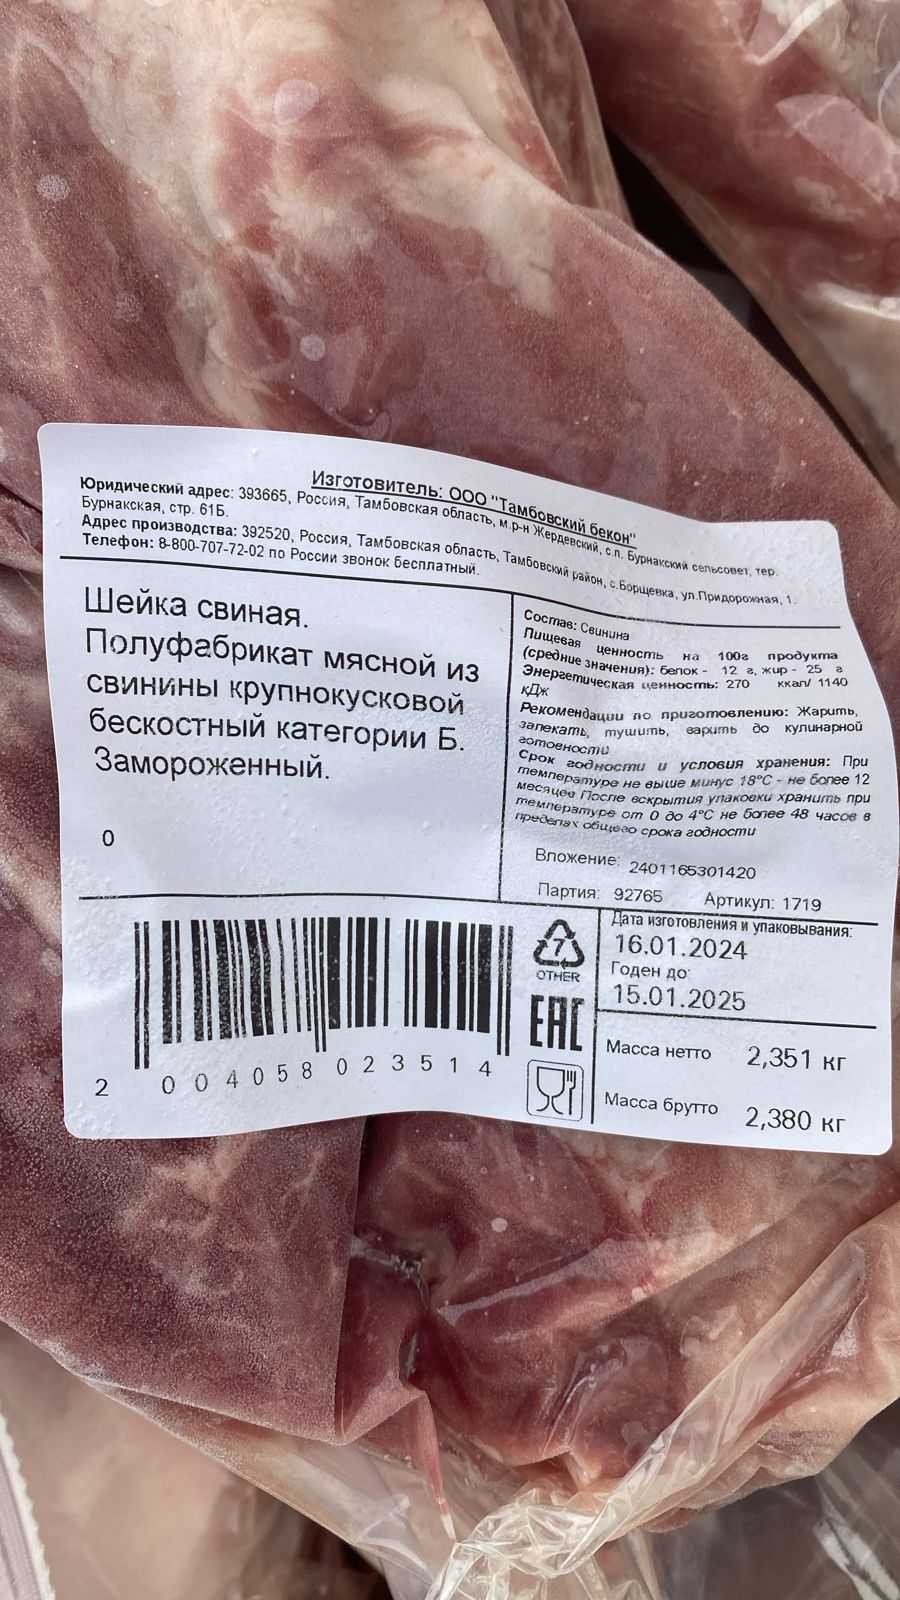 Изготовитель: ООО "Тамбовский бекон"
Юридический адрес: 393665, Россия, Тамбовская область, м.р-н Жердевский, с.п. Бурнакский сельсовет, тер.
Бурнакская, стр. 61Б.
Адрес производства: 392520, Россия, Тамбовская область, Тамбовский район, с.Борщевка, ул.Придорожная, 1.
Телефон: 8-800-707-72-02 по России звонок бесплатный.
Шейка свиная.
Полуфабрикат мясной из
свинины крупнокусковой
бескостный категории Б.
Замороженный.
0
Состав: Свинина
Пищевая ценность на 100г продукта
(средние значения): белок - 12 г, жир - 25 г
Энергетическая ценность: 270 ккал/ 1140
кДж
Рекомендации по приготовлению: Жарить,
запекать, тушить, варить до кулинарной
готовности
Срок годности и условия хранения: При
температуре не выше минус 18°С - не более 12
месяцев После вскрытия упаковки хранить при
температуре от 0 до 4°С не более 48 часов в
пределах общего срока годности
Вложение: 2401165301420
Партия: 92765 Артикул: 1719
Дата изготовления и упаковывания:
16.01.2024
Годен до:
15.01.2025
7
OTHER
EAC
Масса нетто 2,351 кг
Масса брутто 2,380 кг
2 004058 023514